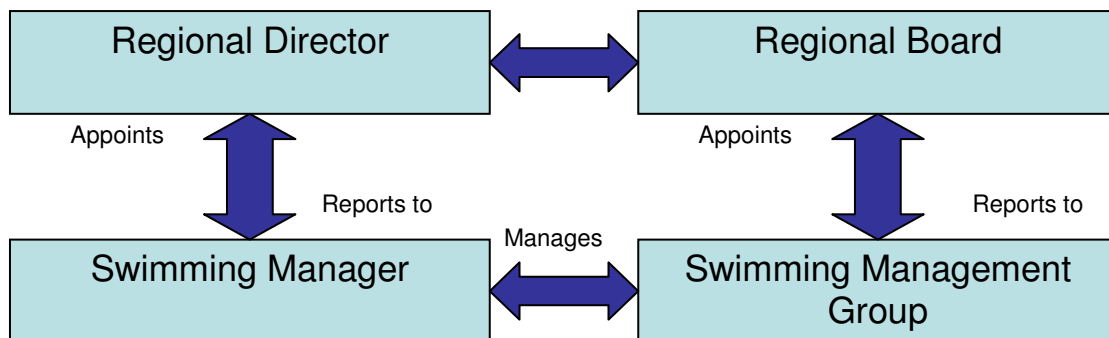 Regional Director
Regional Board
Appoints
Appoints
Reports to
Reports to
Manages
Swimming Manager
Swimming Management
Group